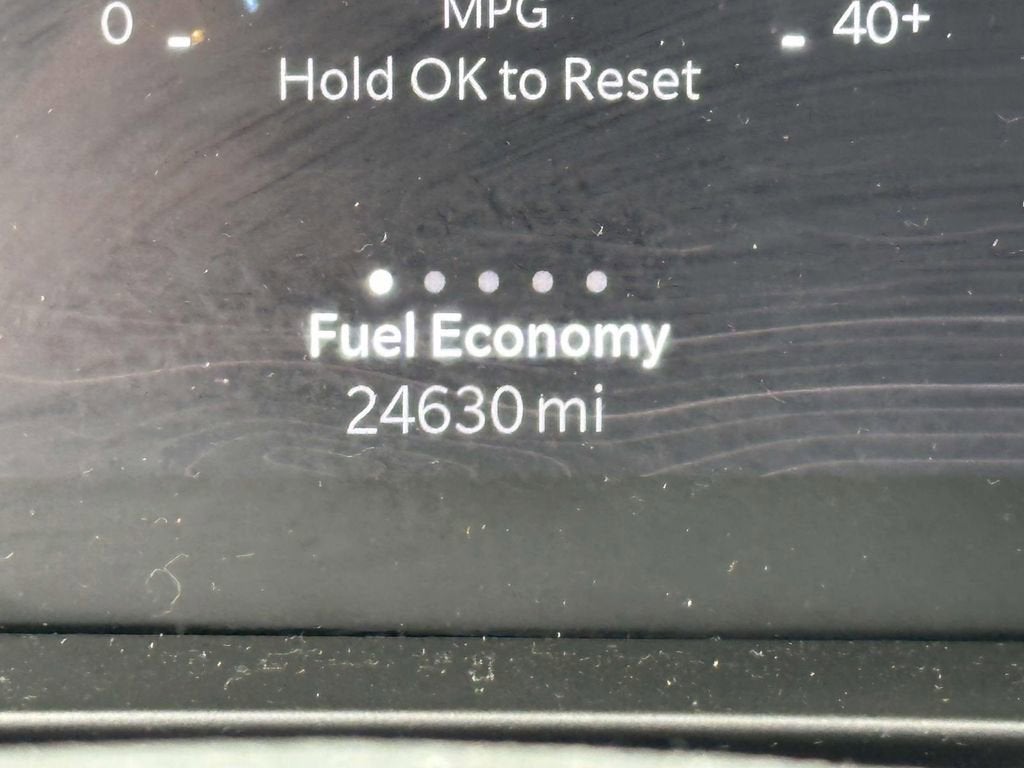 MPG
0 40+
Hold OK to Reset
Fuel Economy
24630 mi